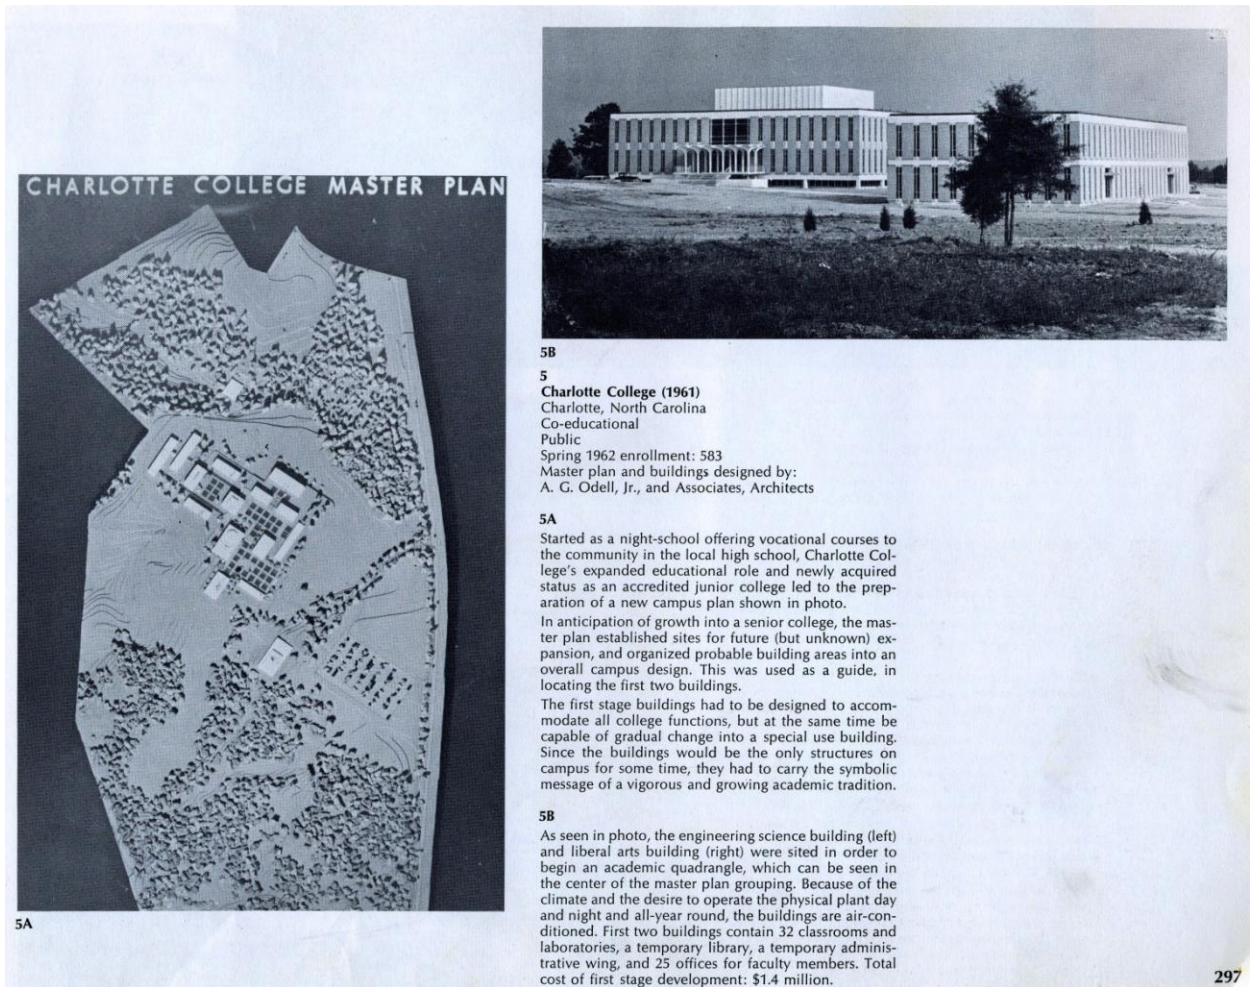 CHARLOTTE COLLEGE MASTER PLAN
5A
5B
5
Charlotte College (1961)
Charlotte, North Carolina
Co-educational
Public
Spring 1962 enrollment: 583
Master plan and buildings designed by:
A. G. Odell, Jr., and Associates, Architects
5A
Started as a night-school offering vocational courses to
the community in the local high school, Charlotte Col-
lege's expanded educational role and newly acquired
status as an accredited junior college led to the prep-
aration of a new campus plan shown in photo.
In anticipation of growth into a senior college, the mas-
ter plan established sites for future (but unknown) ex-
pansion, and organized probable building areas into an
overall campus design. This was used as a guide, in
locating the first two buildings.
The first stage buildings had to be designed to accom-
modate all college functions, but at the same time be
capable of gradual change into a special use building.
Since the buildings would be the only structures on
campus for some time, they had to carry the symbolic
message of a vigorous and growing academic tradition.
5B
As seen in photo, the engineering science building (left)
and liberal arts building (right) were sited in order to
begin an academic quadrangle, which can be seen in
the center of the master plan grouping. Because of the
climate and the desire to operate the physical plant day
and night and all-year round, the buildings are air-con-
ditioned. First two buildings contain 32 classrooms and
laboratories, a temporary library, a temporary adminis-
trative wing, and 25 offices for faculty members. Total
cost of first stage development: $1.4 million.
297